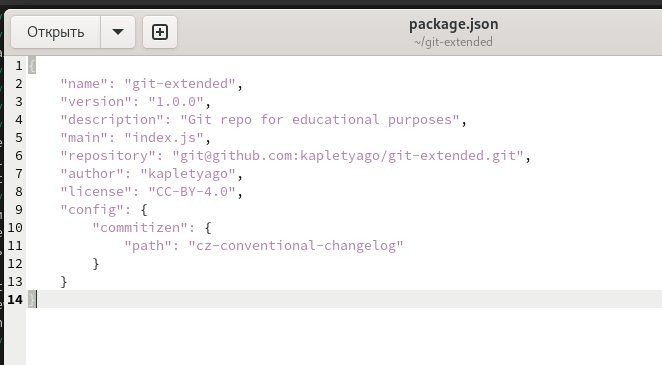 Открыть
package.json
~/git-extended
1 {
2     "name": "git-extended",
3     "version": "1.0.0",
4     "description": "Git repo for educational purposes",
5     "main": "index.js",
6     "repository": "git@github.com:kapletyago/git-extended.git",
7     "author": "kapletyago",
8     "license": "CC-BY-4.0",
9     "config": {
10         "commitizen": {
11             "path": "cz-conventional-changelog"
12         }
13     }
14 }